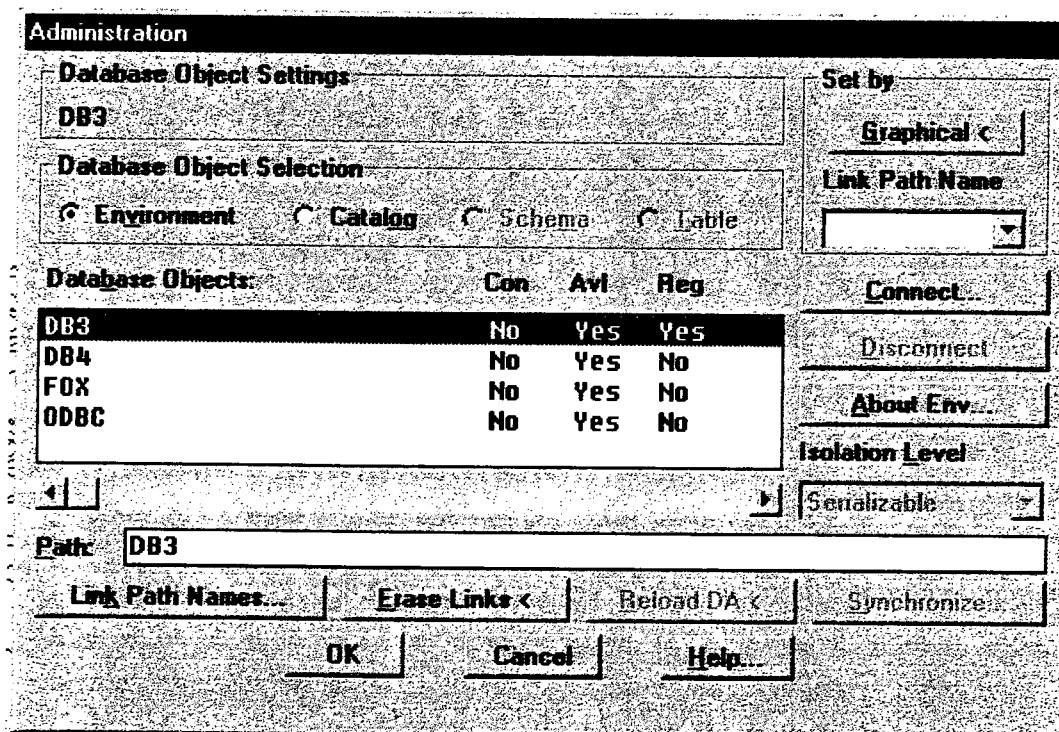 Administration
Database Object Settings
DB3
Database Object Selection
Environment Catalog Schema Table
Set by
Graphical <
Link Path Name
Database Objects: Con Avl Reg
DB3 No Yes Yes
DB4 No Yes No
FOX No Yes No
ODBC No Yes No
Connect...
Disconnect
About Env...
Isolation Level
Serializable
Path: DB3
Link Path Names... Erase Links < Reload DA < Synchronize...
OK Cancel Help...